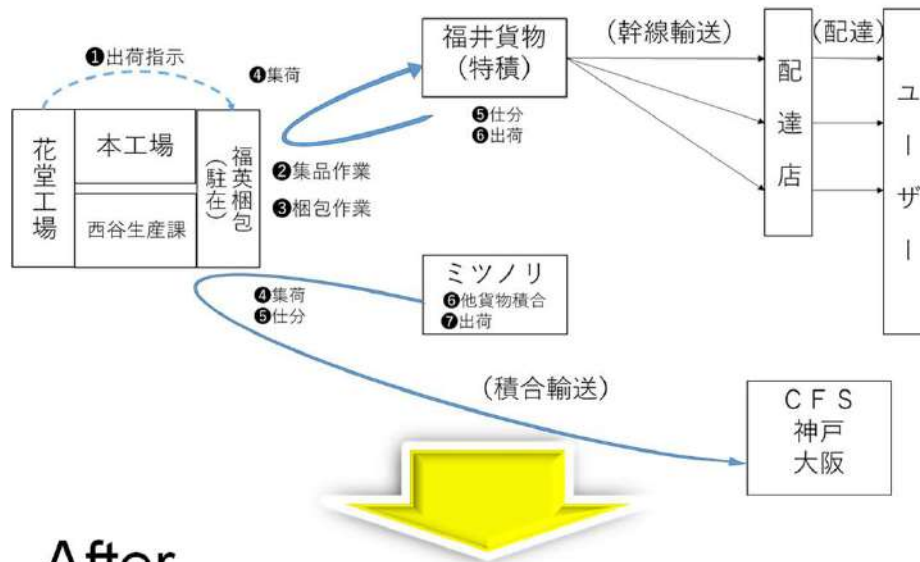 ❶出荷指示
❹集荷
福井貨物
(特積)
(幹線輸送)
(配達)
❺仕分
❻出荷
花堂工場
本工場
西谷生産課
福英梱包
(駐在)
❷集品作業
❸梱包作業
配達店
ユーザー
❹集荷
❺仕分
ミツノリ
❻他貨物積合
❼出荷
(積合輸送)
ＣＦＳ
神戸
大阪
After